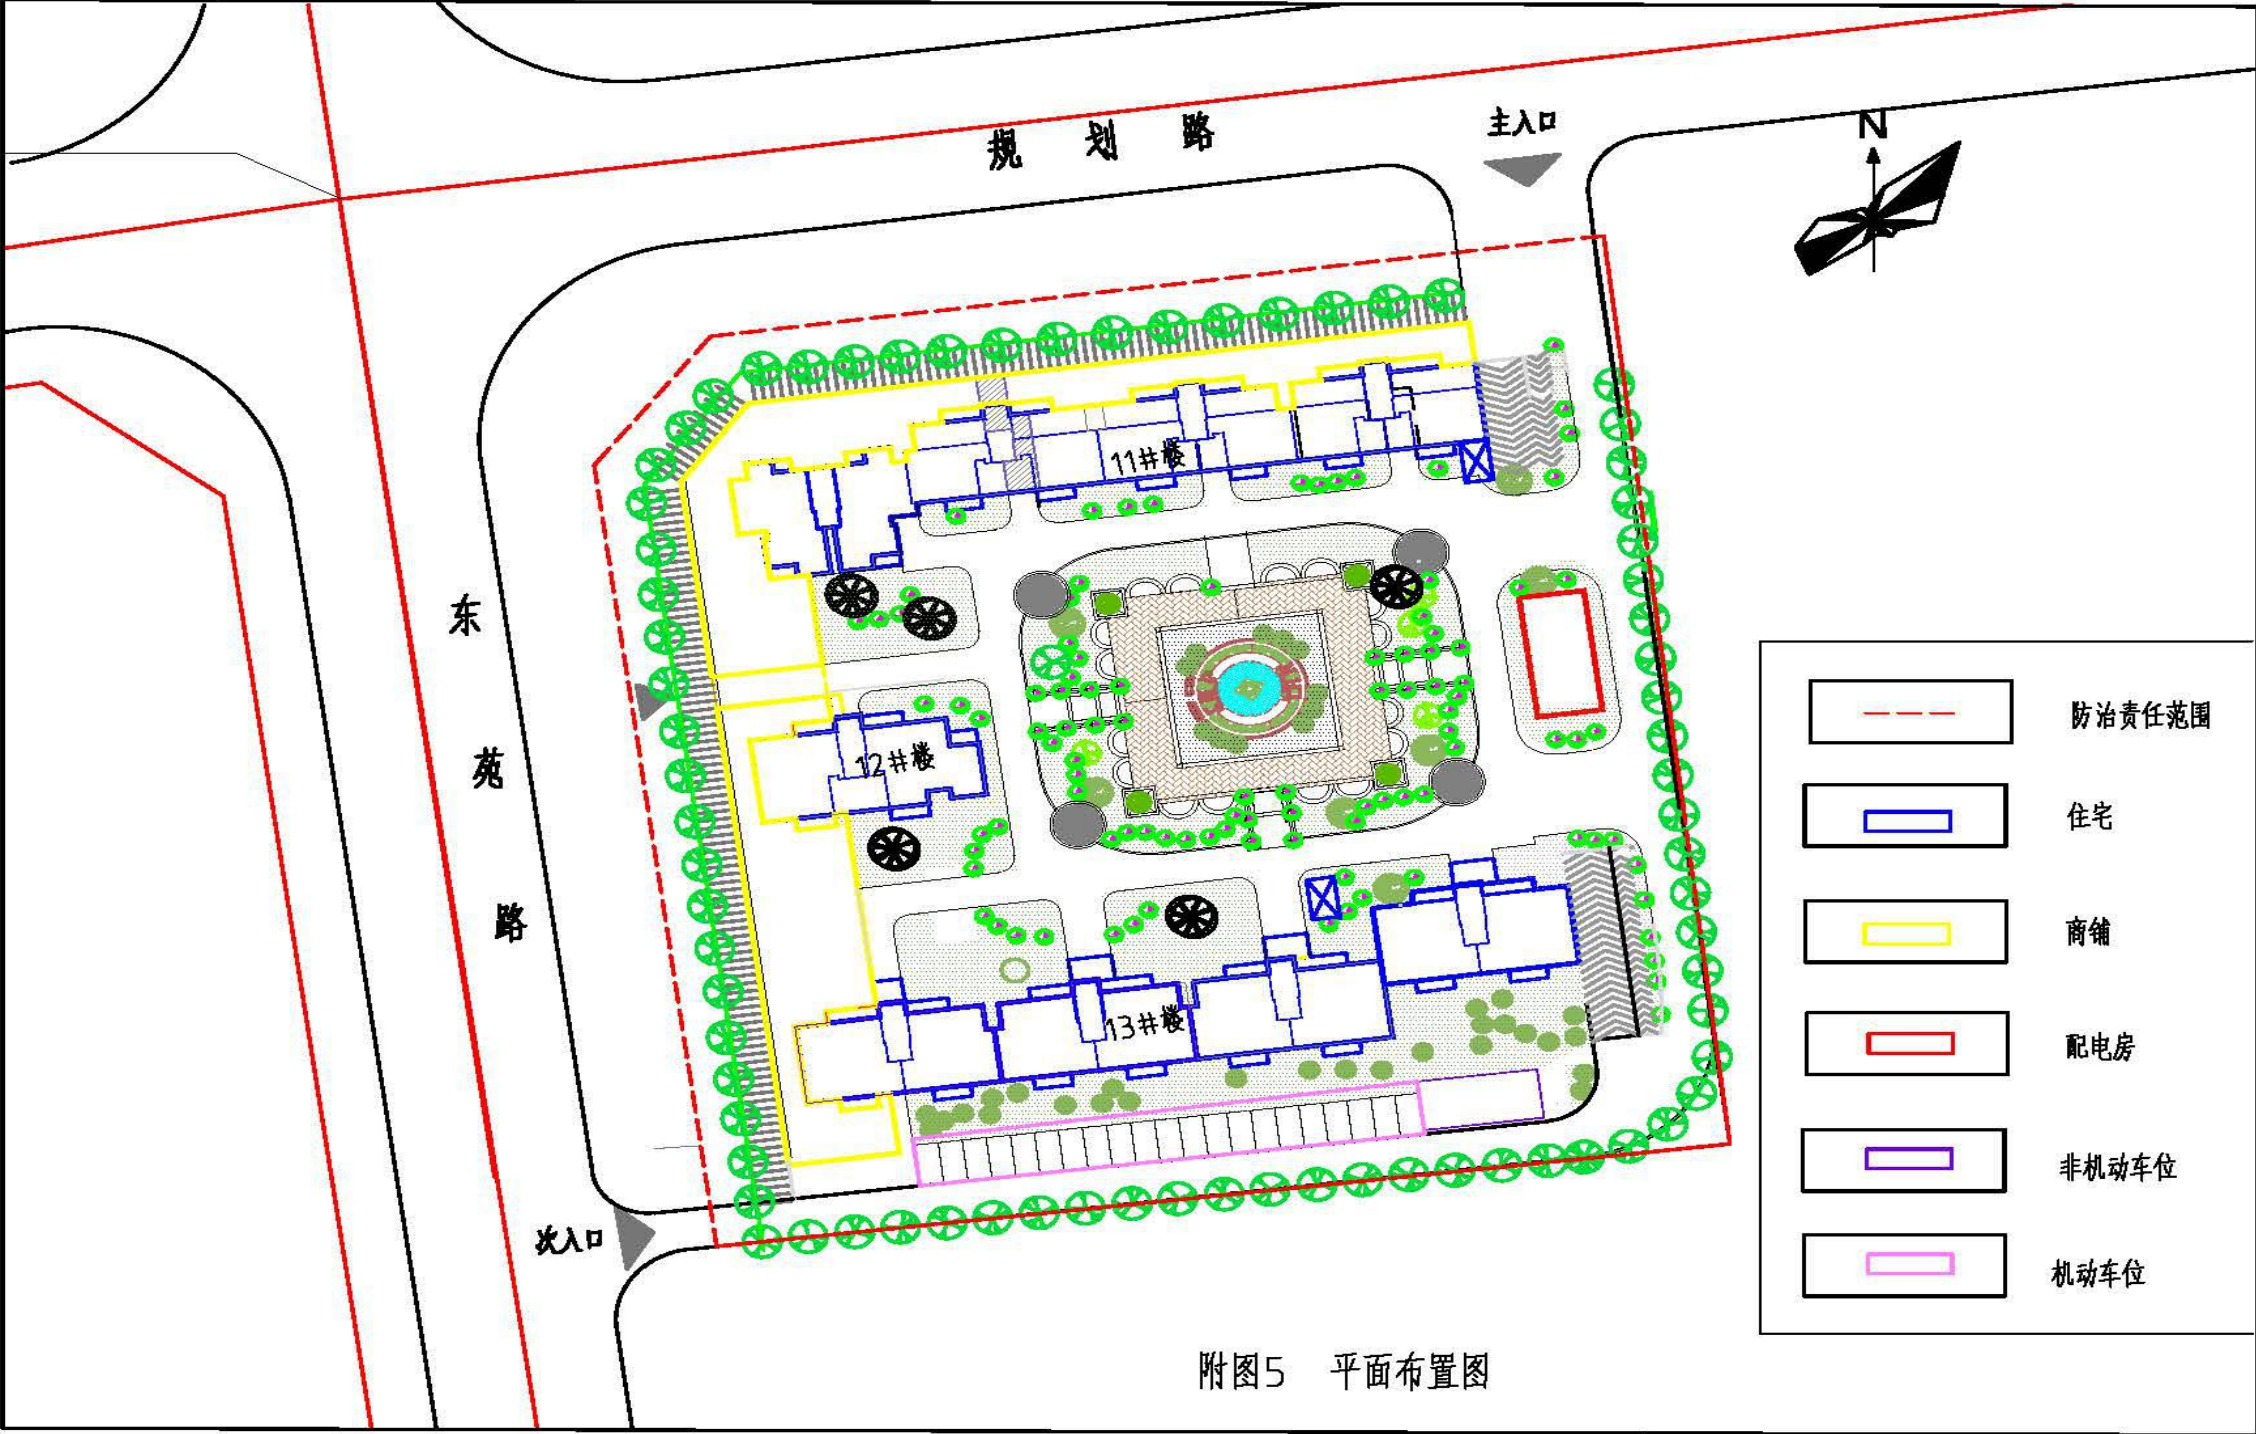 规划路
主入口
N
11#楼
东苑路
12#楼
13#楼
次入口
防治责任范围
住宅
商铺
配电房
非机动车位
机动车位
附图5 平面布置图